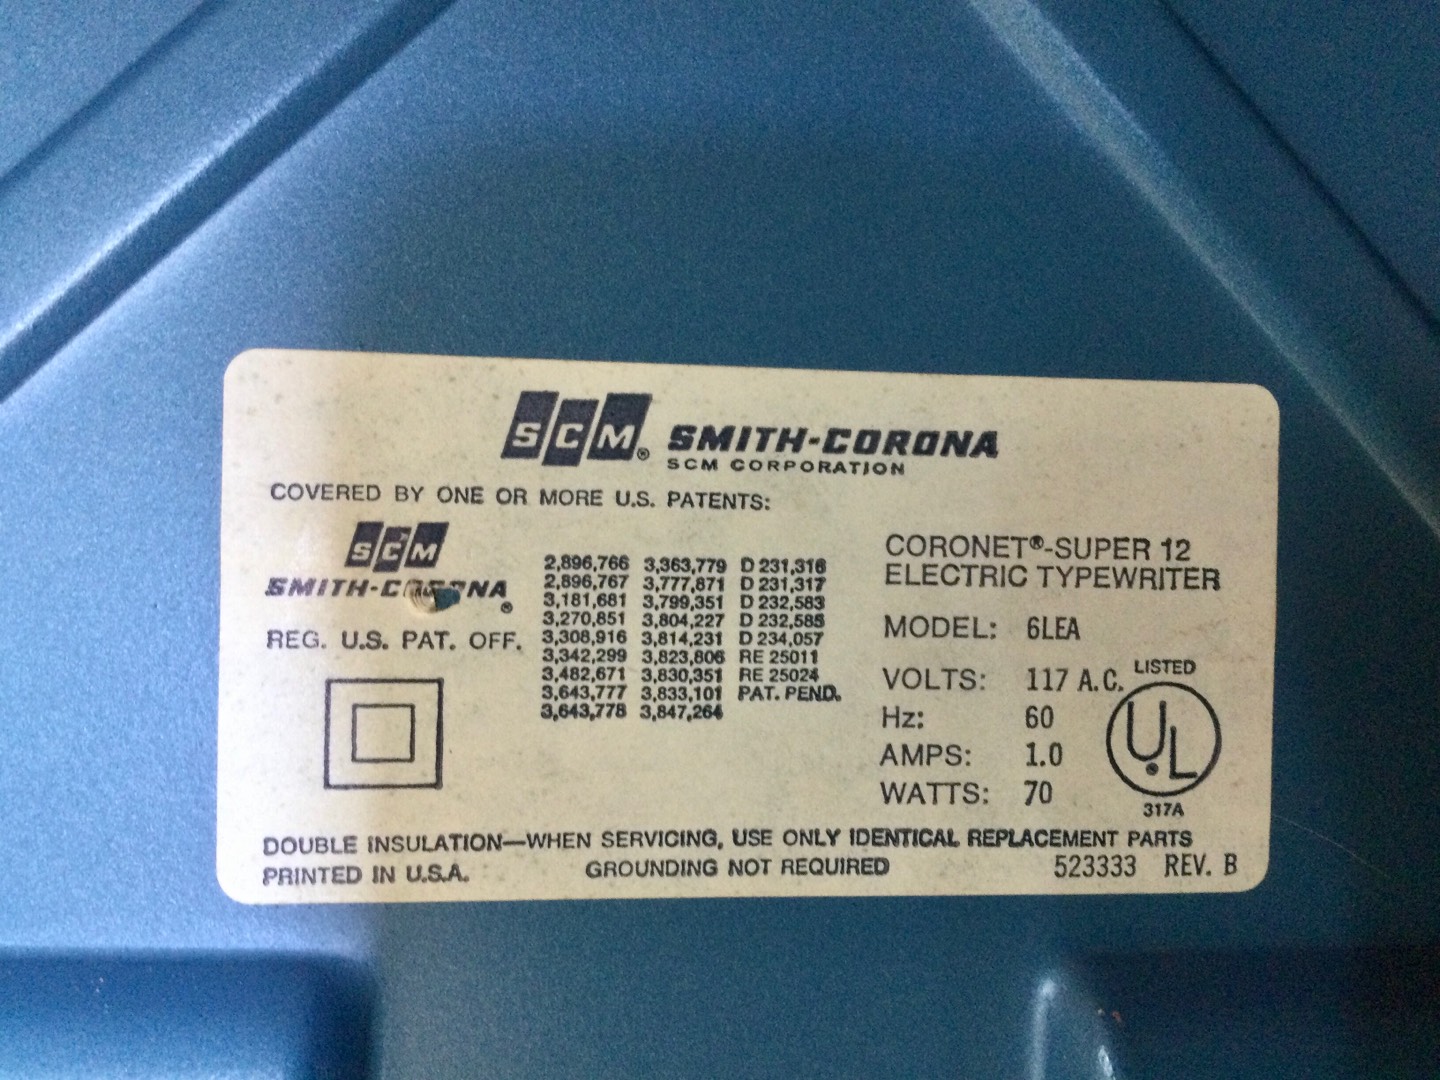 SCM® SMITH-CORONA
SCM CORPORATION
COVERED BY ONE OR MORE U.S. PATENTS:
SCM
SMITH-CORONA®
REG. U.S. PAT. OFF.
2,896,766 3,363,779 D 231,316
2,896,767 3,777,871 D 231,317
3,181,681 3,799,351 D 232,583
3,270,851 3,804,227 D 232,585
3,308,916 3,814,231 D 234,057
3,342,299 3,823,806 RE 25011
3,482,671 3,830,351 RE 25024
3,643,777 3,833,101 PAT. PEND.
3,643,778 3,847,264
CORONET®-SUPER 12
ELECTRIC TYPEWRITER
MODEL: 6LEA
VOLTS: 117 A.C.
Hz: 60
AMPS: 1.0
WATTS: 70
LISTED
UL
317A
DOUBLE INSULATION—WHEN SERVICING, USE ONLY IDENTICAL REPLACEMENT PARTS
PRINTED IN U.S.A. GROUNDING NOT REQUIRED 523333 REV. B